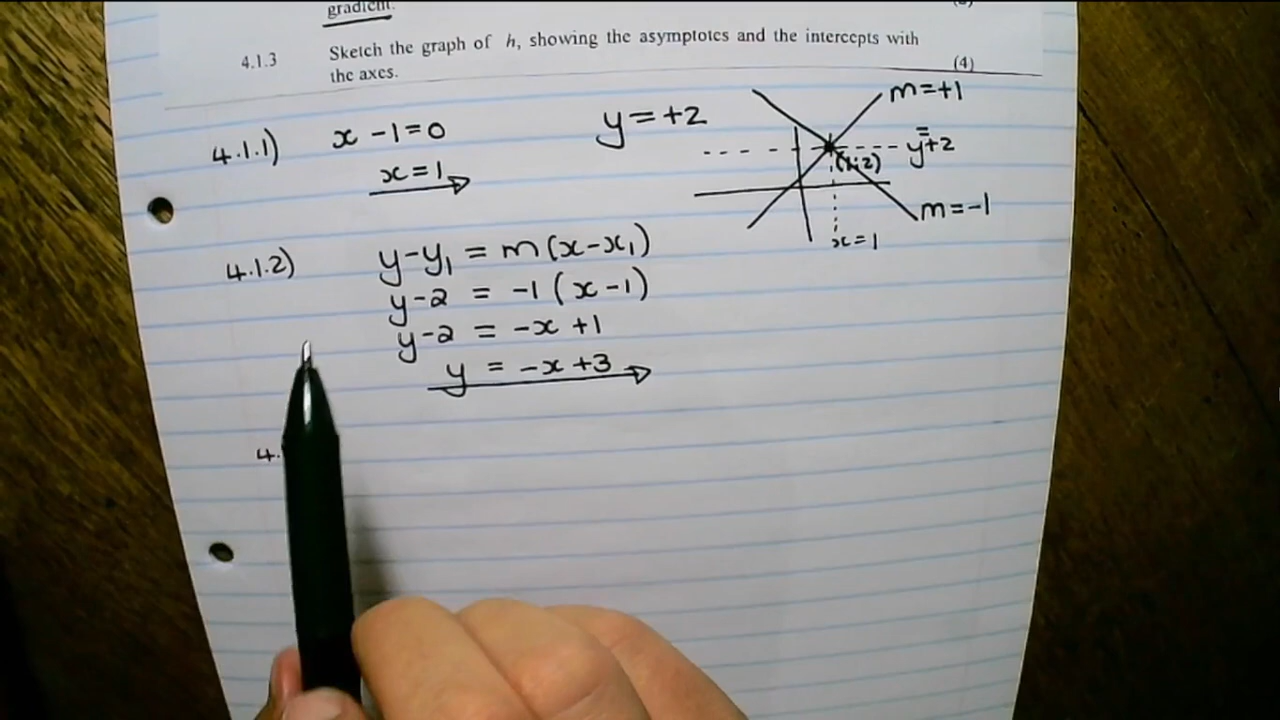 gradient.
4.1.3 Sketch the graph of h, showing the asymptotes and the intercepts with
the axes. (4)
4.1.1) x - 1 = 0 y = +2
x = 1
m = +1
y = +2
(1;2)
m = -1
x = 1
4.1.2) y - y₁ = m(x - x₁)
y - 2 = -1(x - 1)
y - 2 = -x + 1
y = -x + 3
4.